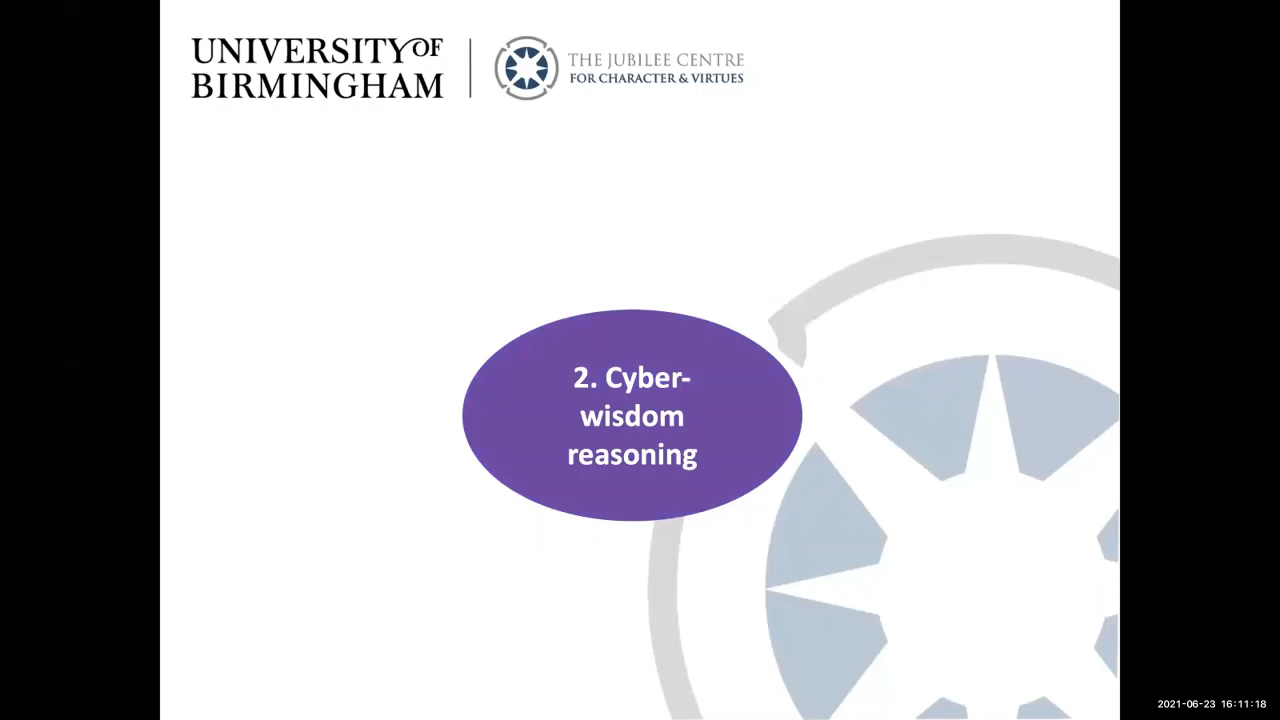 UNIVERSITY OF
BIRMINGHAM
THE JUBILEE CENTRE
FOR CHARACTER & VIRTUES
2. Cyber-
wisdom
reasoning
2021-06-23 16:11:18